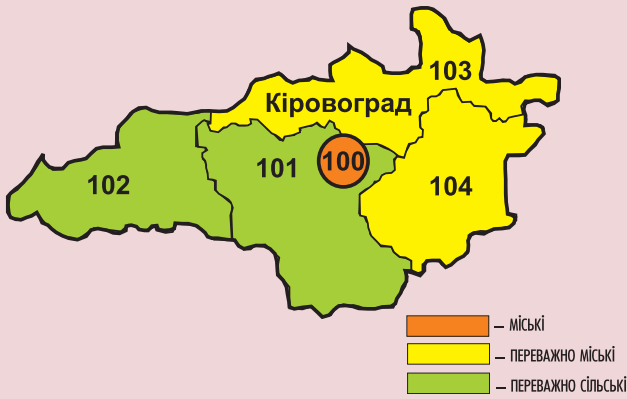 103
Кіровоград
101
100
102
104
– МІСЬКІ
– ПЕРЕВАЖНО МІСЬКІ
– ПЕРЕВАЖНО СІЛЬСЬКІ